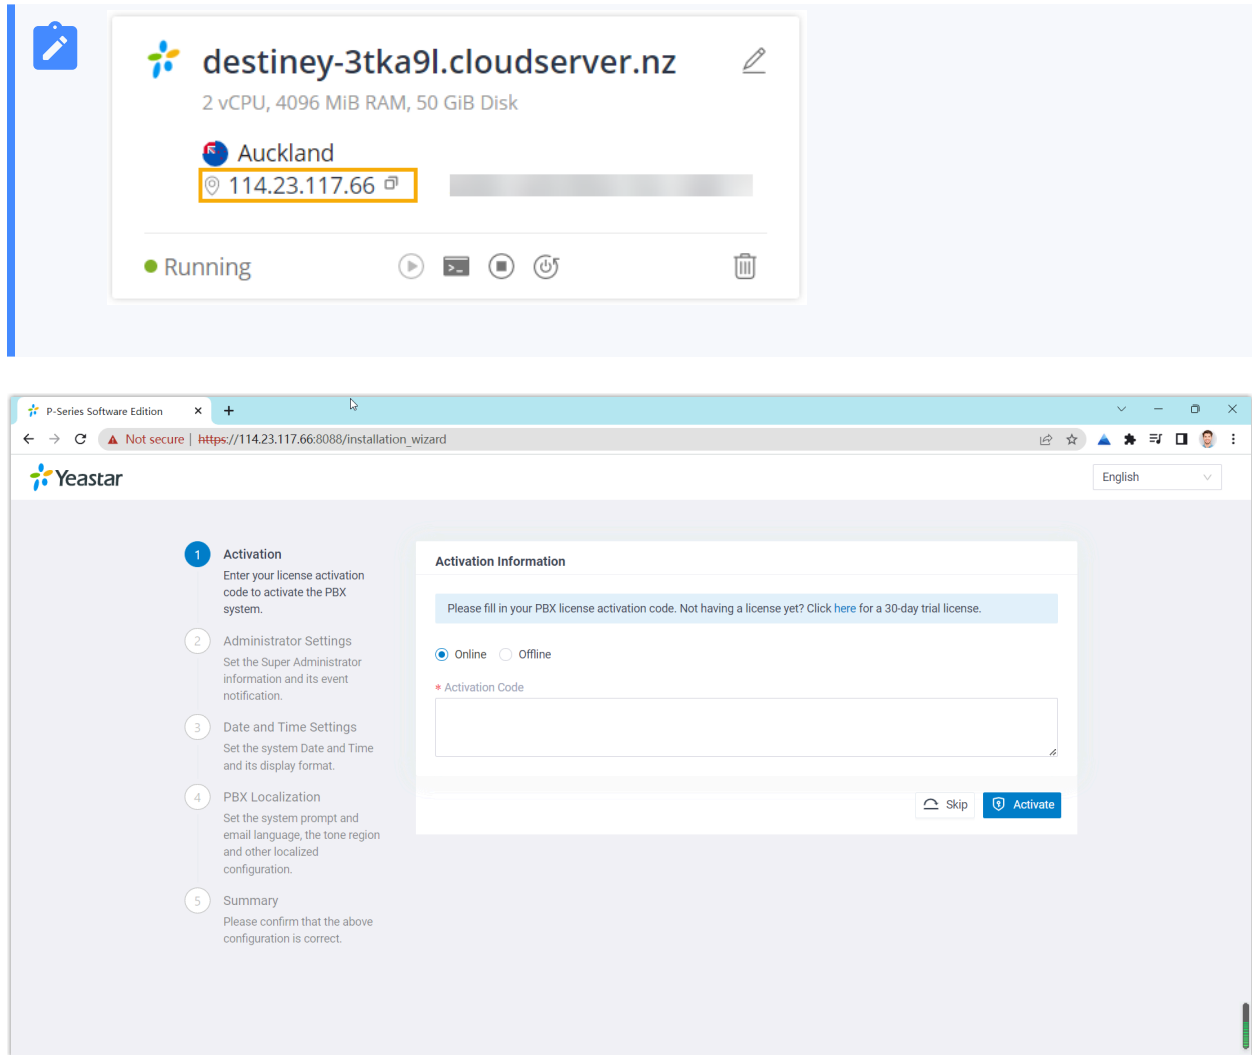 destiney-3tka9l.cloudserver.nz
2 vCPU, 4096 MiB RAM, 50 GiB Disk
Auckland
114.23.117.66
Running
P-Series Software Edition
Not secure | https://114.23.117.66:8088/installation_wizard
Yeastar
English
1
Activation
Enter your license activation
code to activate the PBX
system.
2
Administrator Settings
Set the Super Administrator
information and its event
notification.
3
Date and Time Settings
Set the system Date and Time
and its display format.
4
PBX Localization
Set the system prompt and
email language, the tone region
and other localized
configuration.
5
Summary
Please confirm that the above
configuration is correct.
Activation Information
Please fill in your PBX license activation code. Not having a license yet? Click here for a 30-day trial license.
Online Offline
* Activation Code
Skip Activate